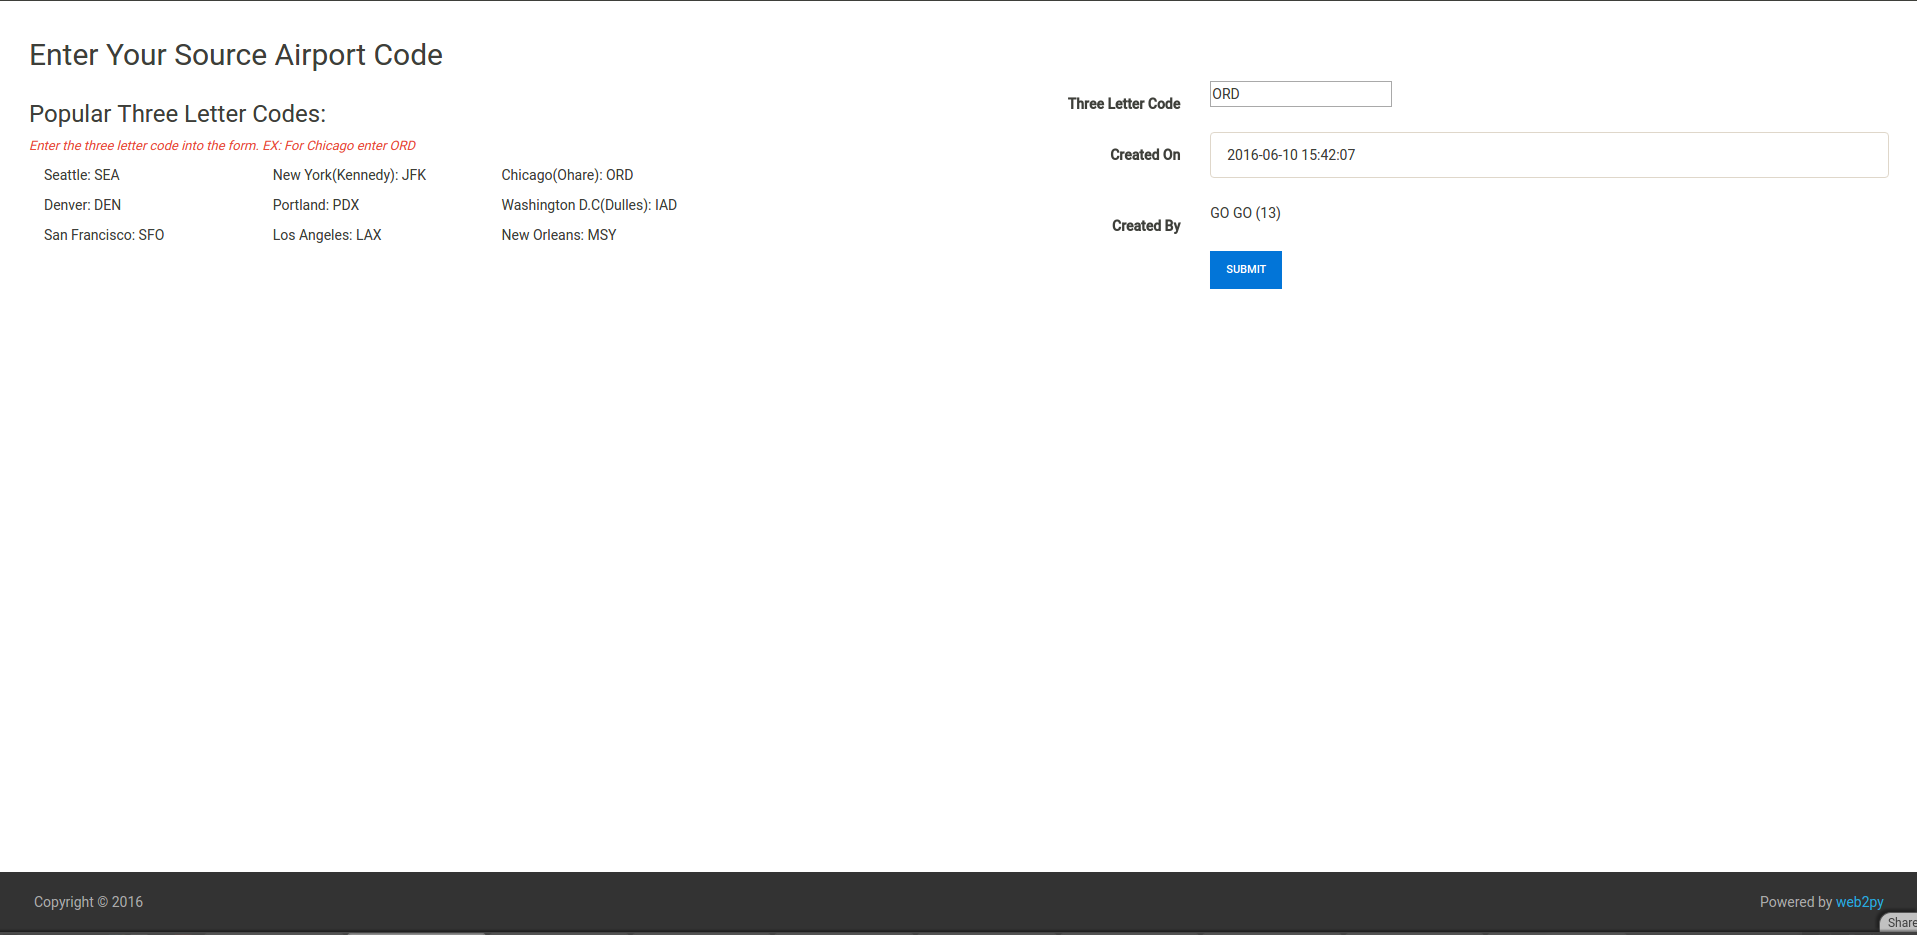 Enter Your Source Airport Code
Popular Three Letter Codes:
Enter the three letter code into the form. EX: For Chicago enter ORD
Seattle: SEA
New York(Kennedy): JFK
Chicago(Ohare): ORD
Denver: DEN
Portland: PDX
Washington D.C(Dulles): IAD
San Francisco: SFO
Los Angeles: LAX
New Orleans: MSY
Three Letter Code
ORD
Created On
2016-06-10 15:42:07
Created By
GO GO (13)
SUBMIT
Copyright © 2016
Powered by web2py
Share